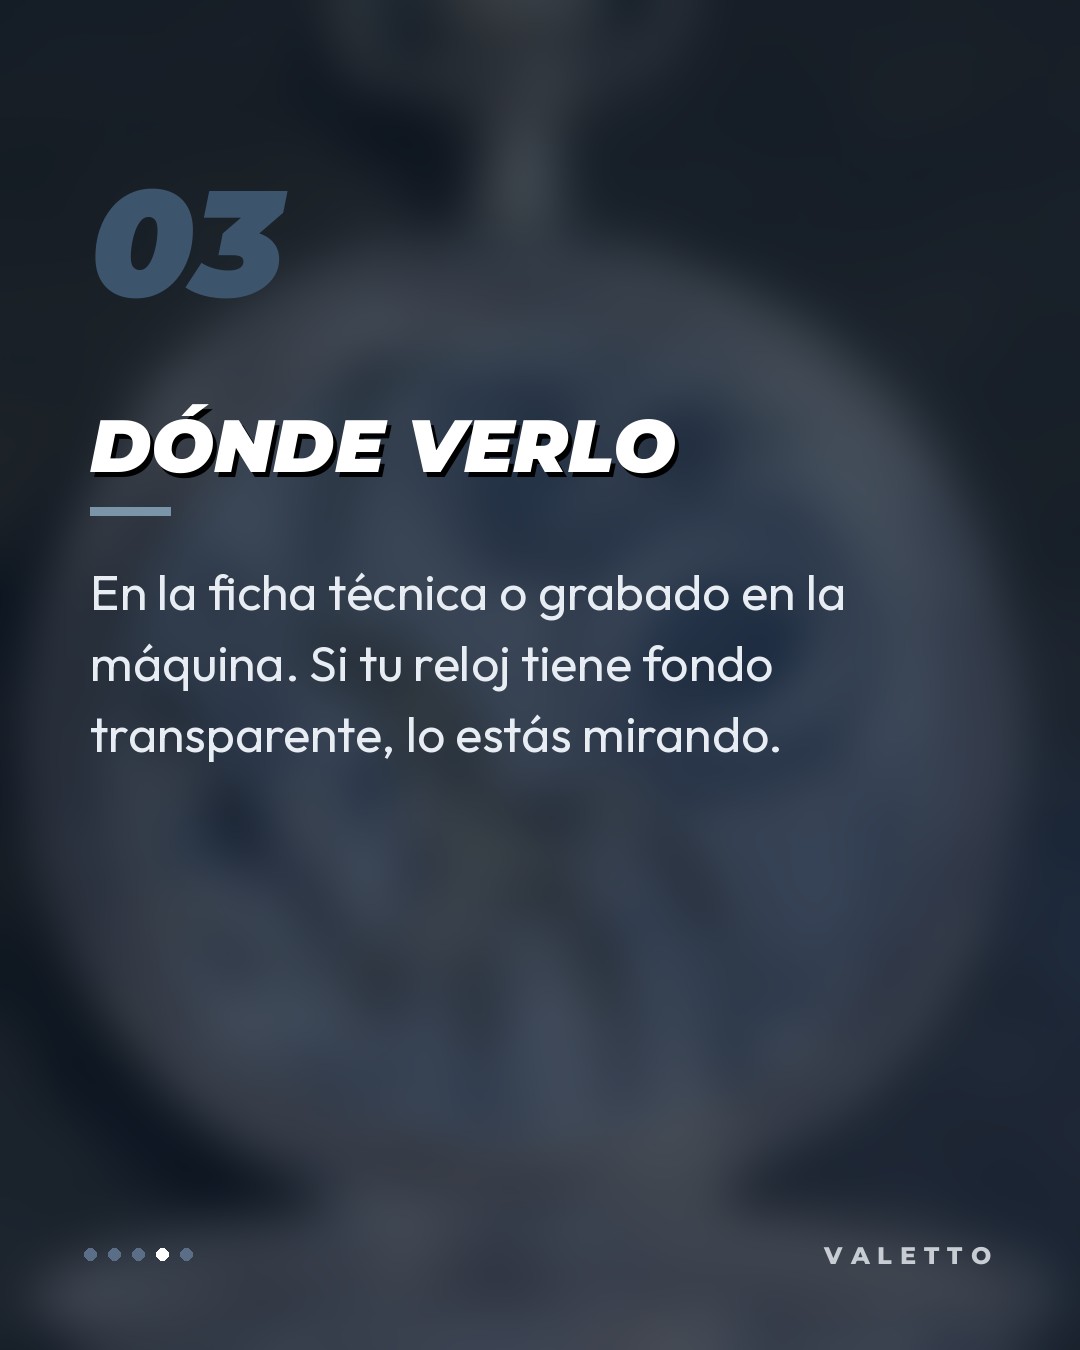 03
DÓNDE VERLO
En la ficha técnica o grabado en la
máquina. Si tu reloj tiene fondo
transparente, lo estás mirando.
VALETTO